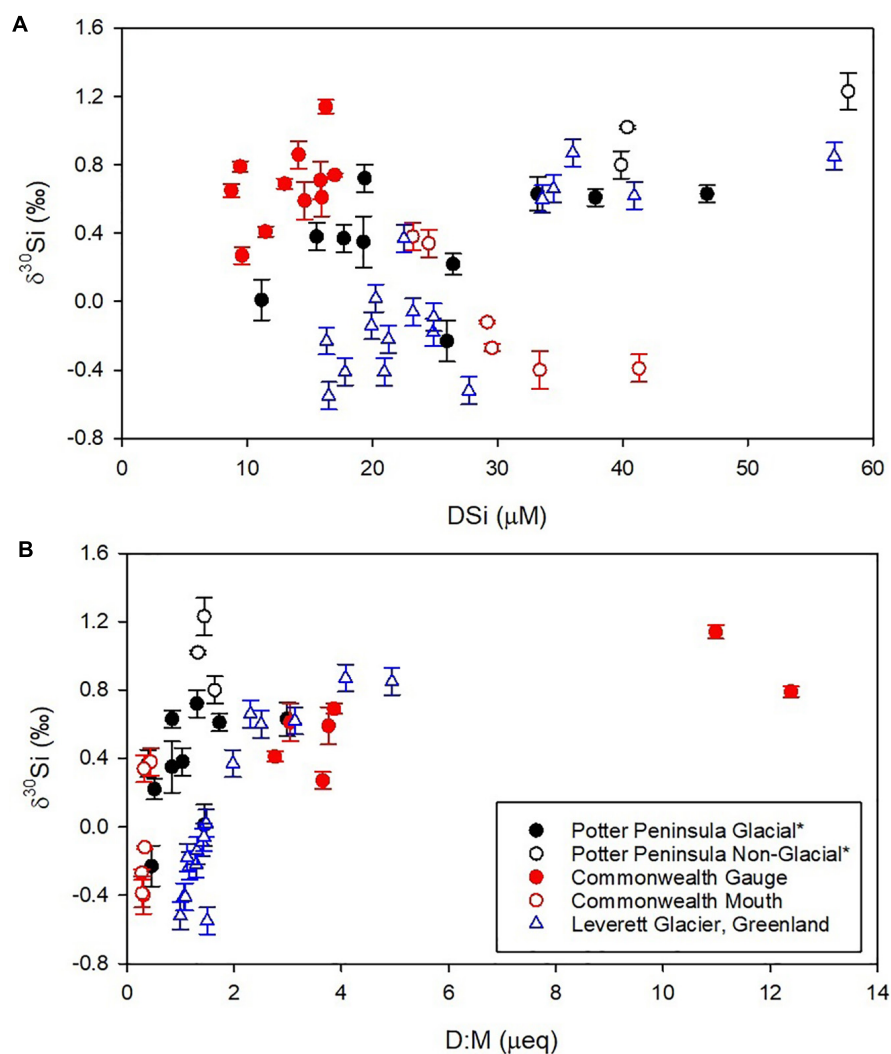 A
1.6
1.2
0.8
0.4
0.0
-0.4
-0.8
δ30Si (‰)
0 10 20 30 40 50 60
DSi (μM)
B
1.6
1.2
0.8
0.4
0.0
-0.4
-0.8
δ30Si (‰)
Potter Peninsula Glacial*
Potter Peninsula Non-Glacial*
Commonwealth Gauge
Commonwealth Mouth
Leverett Glacier, Greenland
0 2 4 6 8 10 12 14
D:M (μeq)